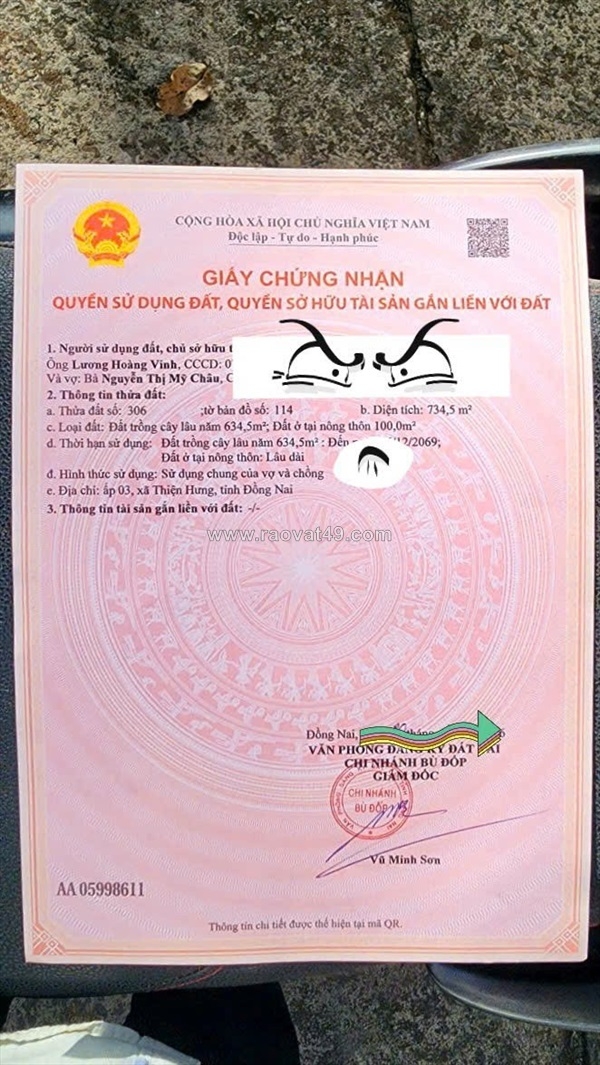 CỘNG HÒA XÃ HỘI CHỦ NGHĨA VIỆT NAM
Độc lập - Tự do - Hạnh phúc
GIẤY CHỨNG NHẬN
QUYỀN SỬ DỤNG ĐẤT, QUYỀN SỞ HỮU TÀI SẢN GẮN LIỀN VỚI ĐẤT
1. Người sử dụng đất, chủ sở hữu
Ông Lương Hoàng Vinh, CCCD: 0
Và vợ: Bà Nguyễn Thị Mỹ Châu,
2. Thông tin thửa đất:
a. Thửa đất số: 306 ;tờ bản đồ số: 114 b. Diện tích: 734,5 m²
c. Loại đất: Đất trồng cây lâu năm 634,5m²; Đất ở tại nông thôn 100,0m²
d. Thời hạn sử dụng: Đất trồng cây lâu năm 634,5m² : Đến /12/2069;
Đất ở tại nông thôn: Lâu dài
đ. Hình thức sử dụng: Sử dụng chung của vợ và chồng
e. Địa chỉ: ấp 03, xã Thiện Hưng, tỉnh Đồng Nai
3. Thông tin tài sản gắn liền với đất: -/-
www.raovat49.com
Đồng Nai,
VĂN PHÒNG ĐĂNG KÝ ĐẤT ĐAI
CHI NHÁNH BÙ ĐỐP
GIÁM ĐỐC
CHI NHÁNH
BÙ ĐỐP
Vũ Minh Sơn
AA 05998611
Thông tin chi tiết được thể hiện tại mã QR.